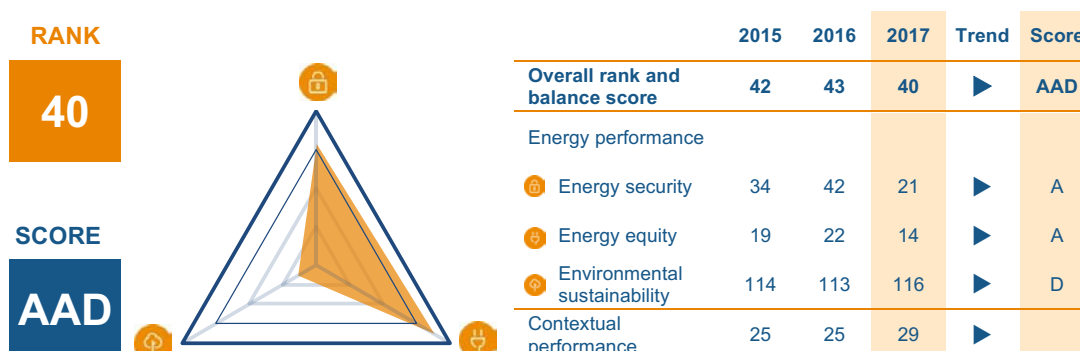 RANK
40
SCORE
AAD
2015 2016 2017 Trend Score
Overall rank and
balance score 42 43 40 AAD
Energy performance
Energy security 34 42 21 A
Energy equity 19 22 14 A
Environmental
sustainability 114 113 116 D
Contextual
performance 25 25 29